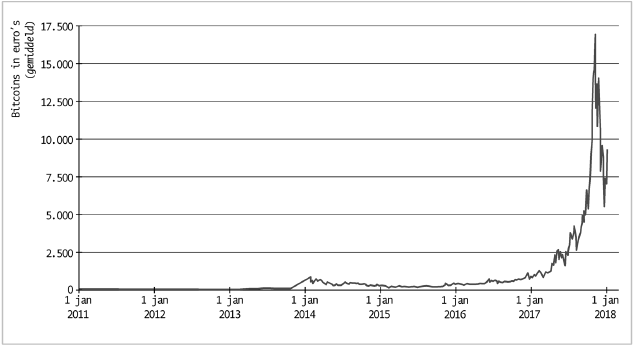 Bitcoins in euro's
(gemiddeld)
17.500
15.000
12.500
10.000
7.500
5.000
2.500
0
1 jan 1 jan 1 jan 1 jan 1 jan 1 jan 1 jan 1 jan
2011 2012 2013 2014 2015 2016 2017 2018